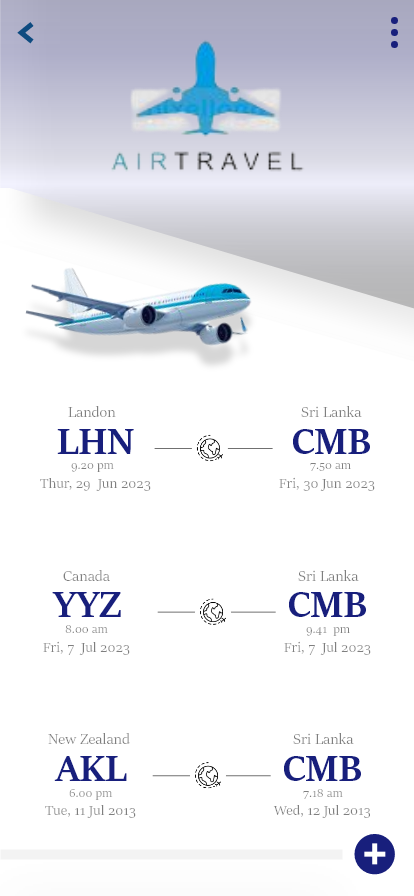 AIRTRAVEL
Landon
Sri Lanka
LHN
CMB
9.20 pm
7.50 am
Thur, 29 Jun 2023
Fri, 30 Jun 2023
Canada
Sri Lanka
YYZ
CMB
8.00 am
9.41 pm
Fri, 7 Jul 2023
Fri, 7 Jul 2023
New Zealand
Sri Lanka
AKL
CMB
6.00 pm
7.18 am
Tue, 11 Jul 2013
Wed, 12 Jul 2013